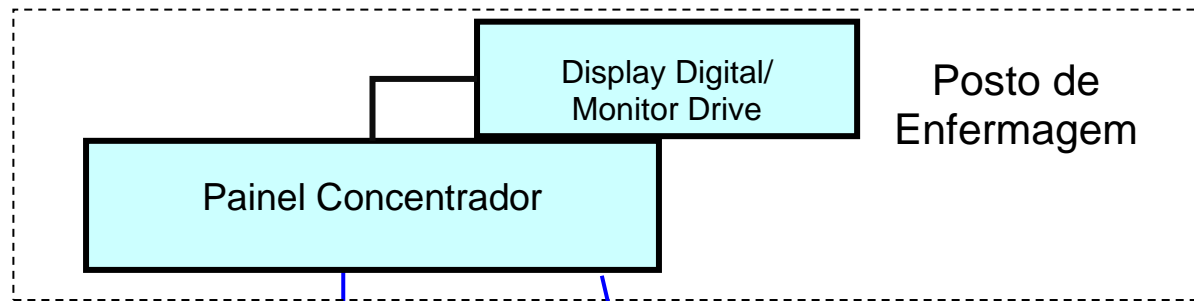 Display Digital/
Monitor Drive
Posto de
Enfermagem
Painel Concentrador